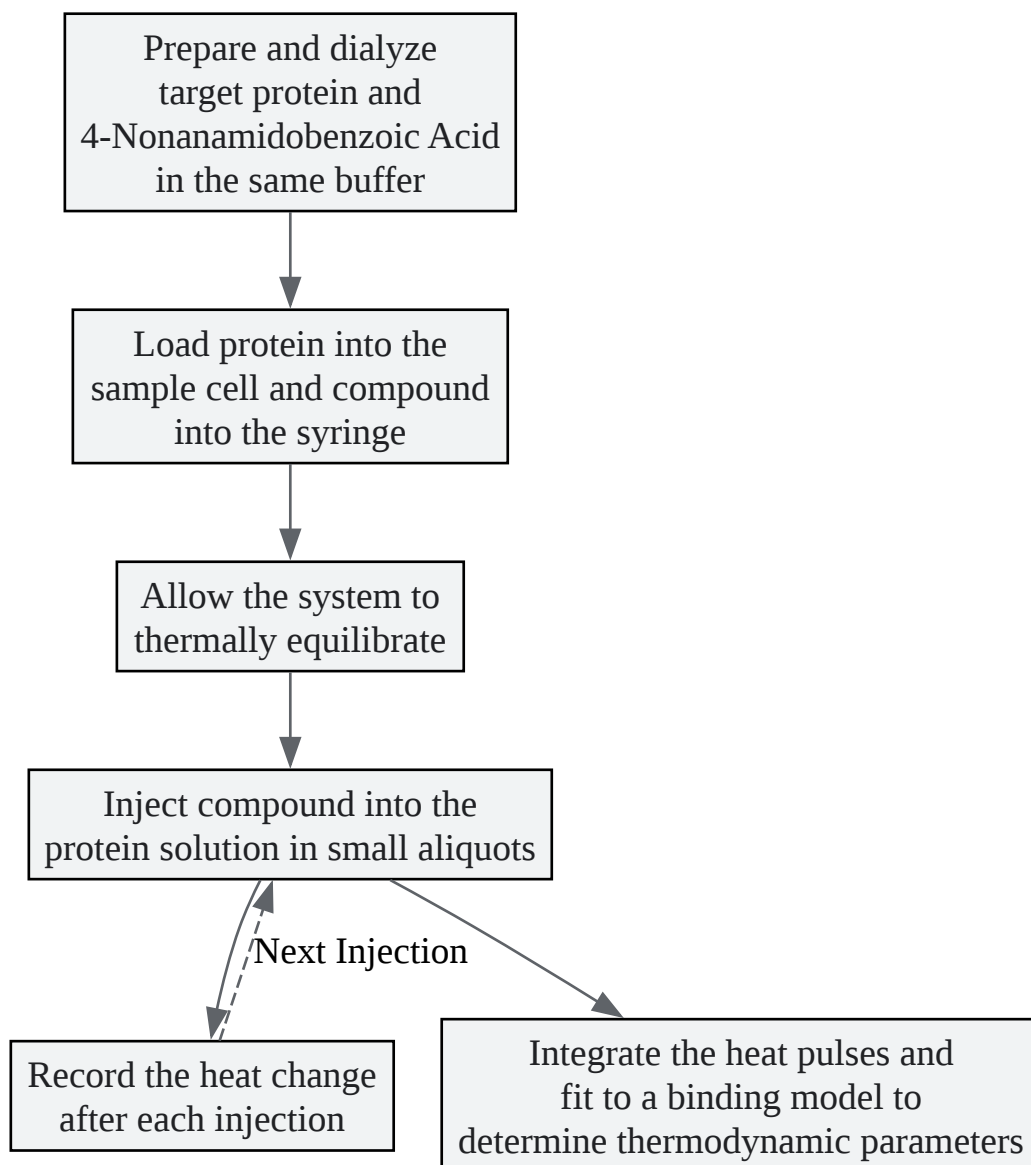 Prepare and dialyze
target protein and
4-Nonanamidobenzoic Acid
in the same buffer
Load protein into the
sample cell and compound
into the syringe
Allow the system to
thermally equilibrate
Inject compound into the
protein solution in small aliquots
Next Injection
Record the heat change
after each injection
Integrate the heat pulses and
fit to a binding model to
determine thermodynamic parameters